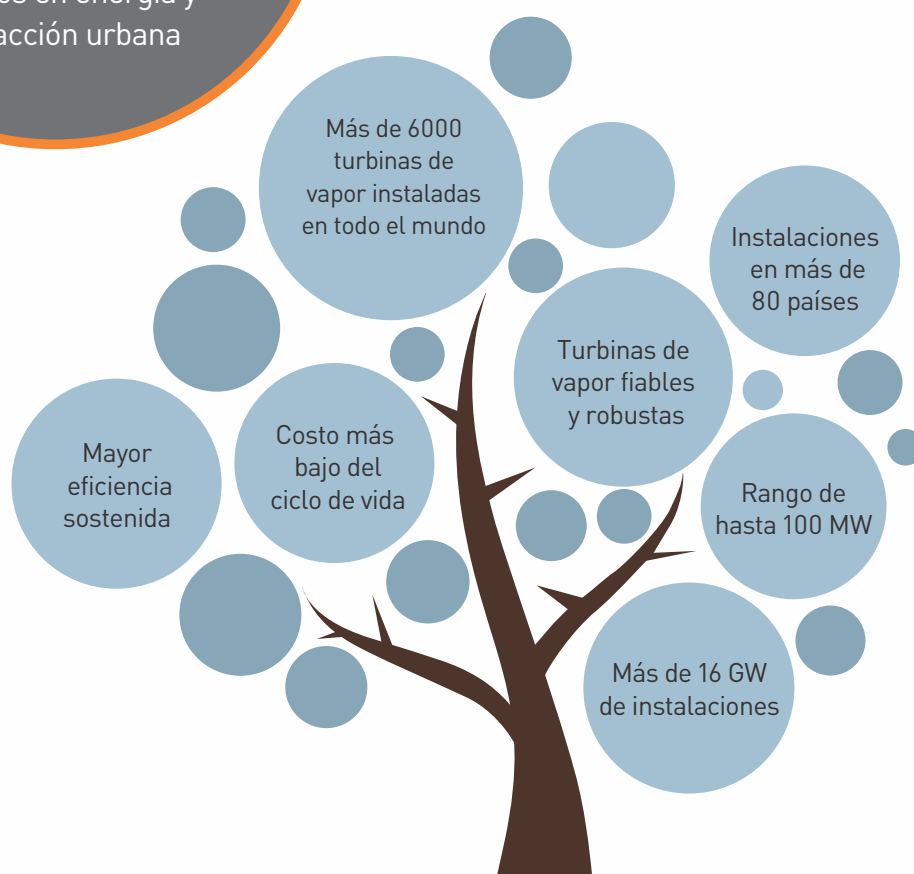 en energía y
acción urbana
Más de 6000
turbinas de
vapor instaladas
en todo el mundo
Instalaciones
en más de
80 países
Turbinas de
vapor fiables
y robustas
Costo más
bajo del
ciclo de vida
Mayor
eficiencia
sostenida
Rango de
hasta 100 MW
Más de 16 GW
de instalaciones